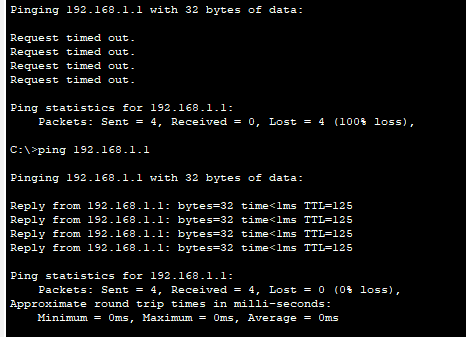 Pinging 192.168.1.1 with 32 bytes of data:
Request timed out.
Request timed out.
Request timed out.
Request timed out.
Ping statistics for 192.168.1.1:
Packets: Sent = 4, Received = 0, Lost = 4 (100% loss),
C:\>ping 192.168.1.1
Pinging 192.168.1.1 with 32 bytes of data:
Reply from 192.168.1.1: bytes=32 time<1ms TTL=125
Reply from 192.168.1.1: bytes=32 time<1ms TTL=125
Reply from 192.168.1.1: bytes=32 time<1ms TTL=125
Reply from 192.168.1.1: bytes=32 time<1ms TTL=125
Ping statistics for 192.168.1.1:
Packets: Sent = 4, Received = 4, Lost = 0 (0% loss),
Approximate round trip times in milli-seconds:
Minimum = 0ms, Maximum = 0ms, Average = 0ms